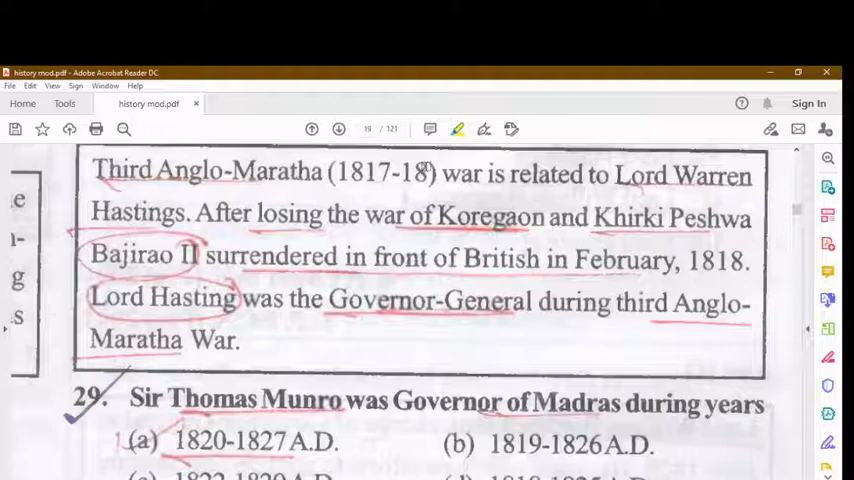 history mod.pdf - Adobe Acrobat Reader DC
File Edit View Sign Window Help
Home Tools history mod.pdf × Sign In
19 / 121
Third Anglo-Maratha (1817-18) war is related to Lord Warren
Hastings. After losing the war of Koregaon and Khirki Peshwa
Bajirao II surrendered in front of British in February, 1818.
Lord Hasting was the Governor-General during third Anglo-
Maratha War.
e
l-
g
s
29. Sir Thomas Munro was Governor of Madras during years
(a) 1820-1827 A.D. (b) 1819-1826 A.D.